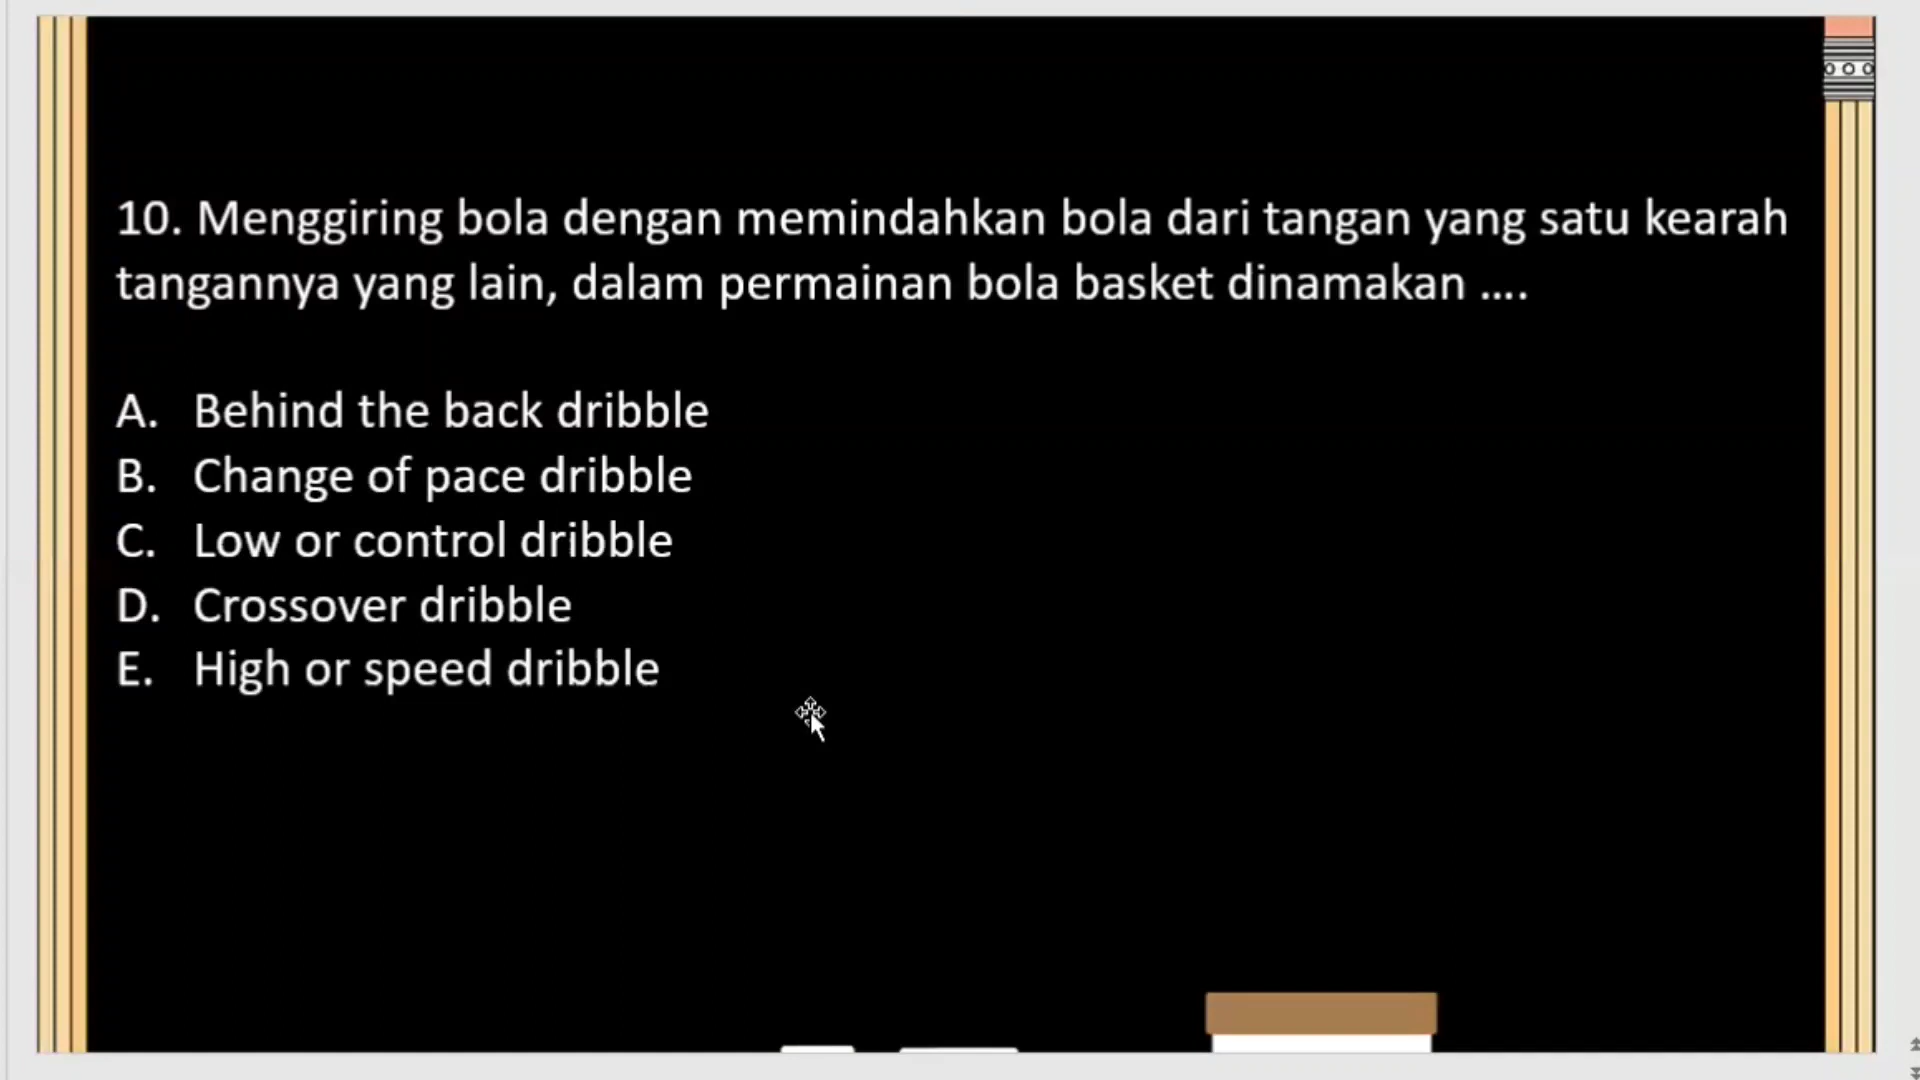 10. Menggiring bola dengan memindahkan bola dari tangan yang satu kearah
tangannya yang lain, dalam permainan bola basket dinamakan ....
A. Behind the back dribble
B. Change of pace dribble
C. Low or control dribble
D. Crossover dribble
E. High or speed dribble